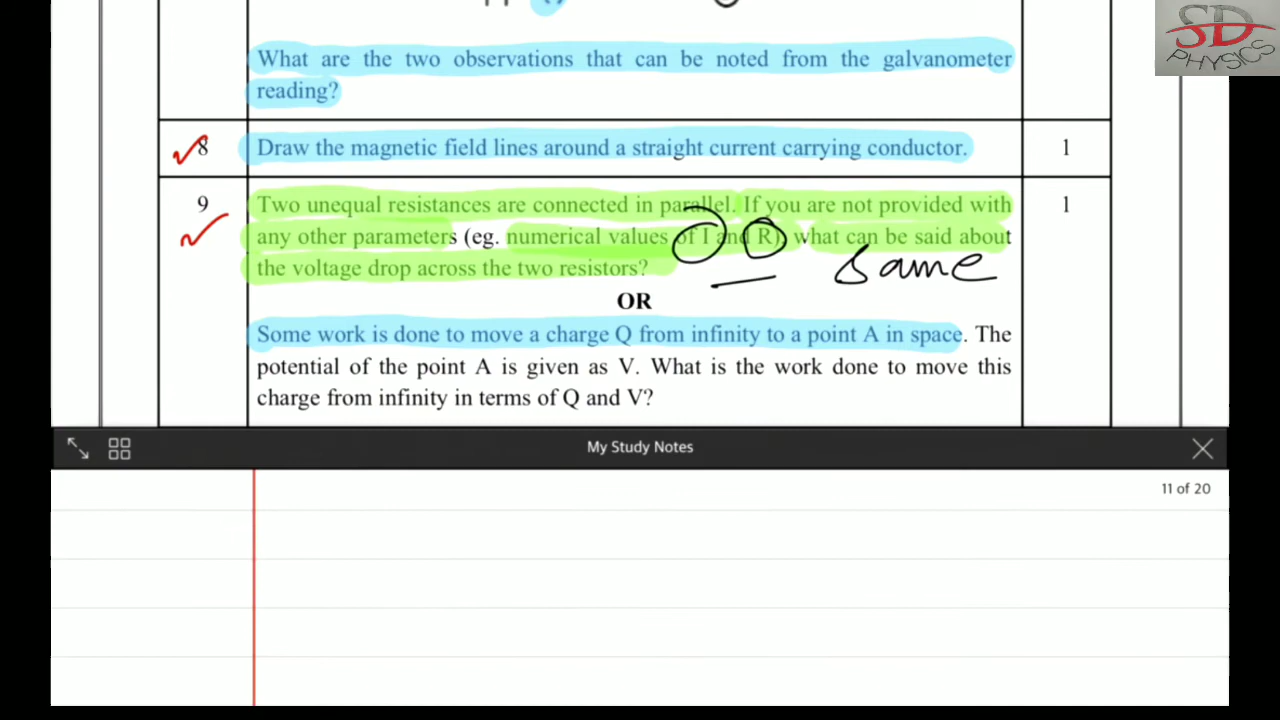 SD
PHYSICS
What are the two observations that can be noted from the galvanometer
reading?
8 Draw the magnetic field lines around a straight current carrying conductor. 1
9 Two unequal resistances are connected in parallel. If you are not provided with 1
any other parameters (eg. numerical values of I and R), what can be said about
the voltage drop across the two resistors?
same
OR
Some work is done to move a charge Q from infinity to a point A in space. The
potential of the point A is given as V. What is the work done to move this
charge from infinity in terms of Q and V?
My Study Notes
11 of 20